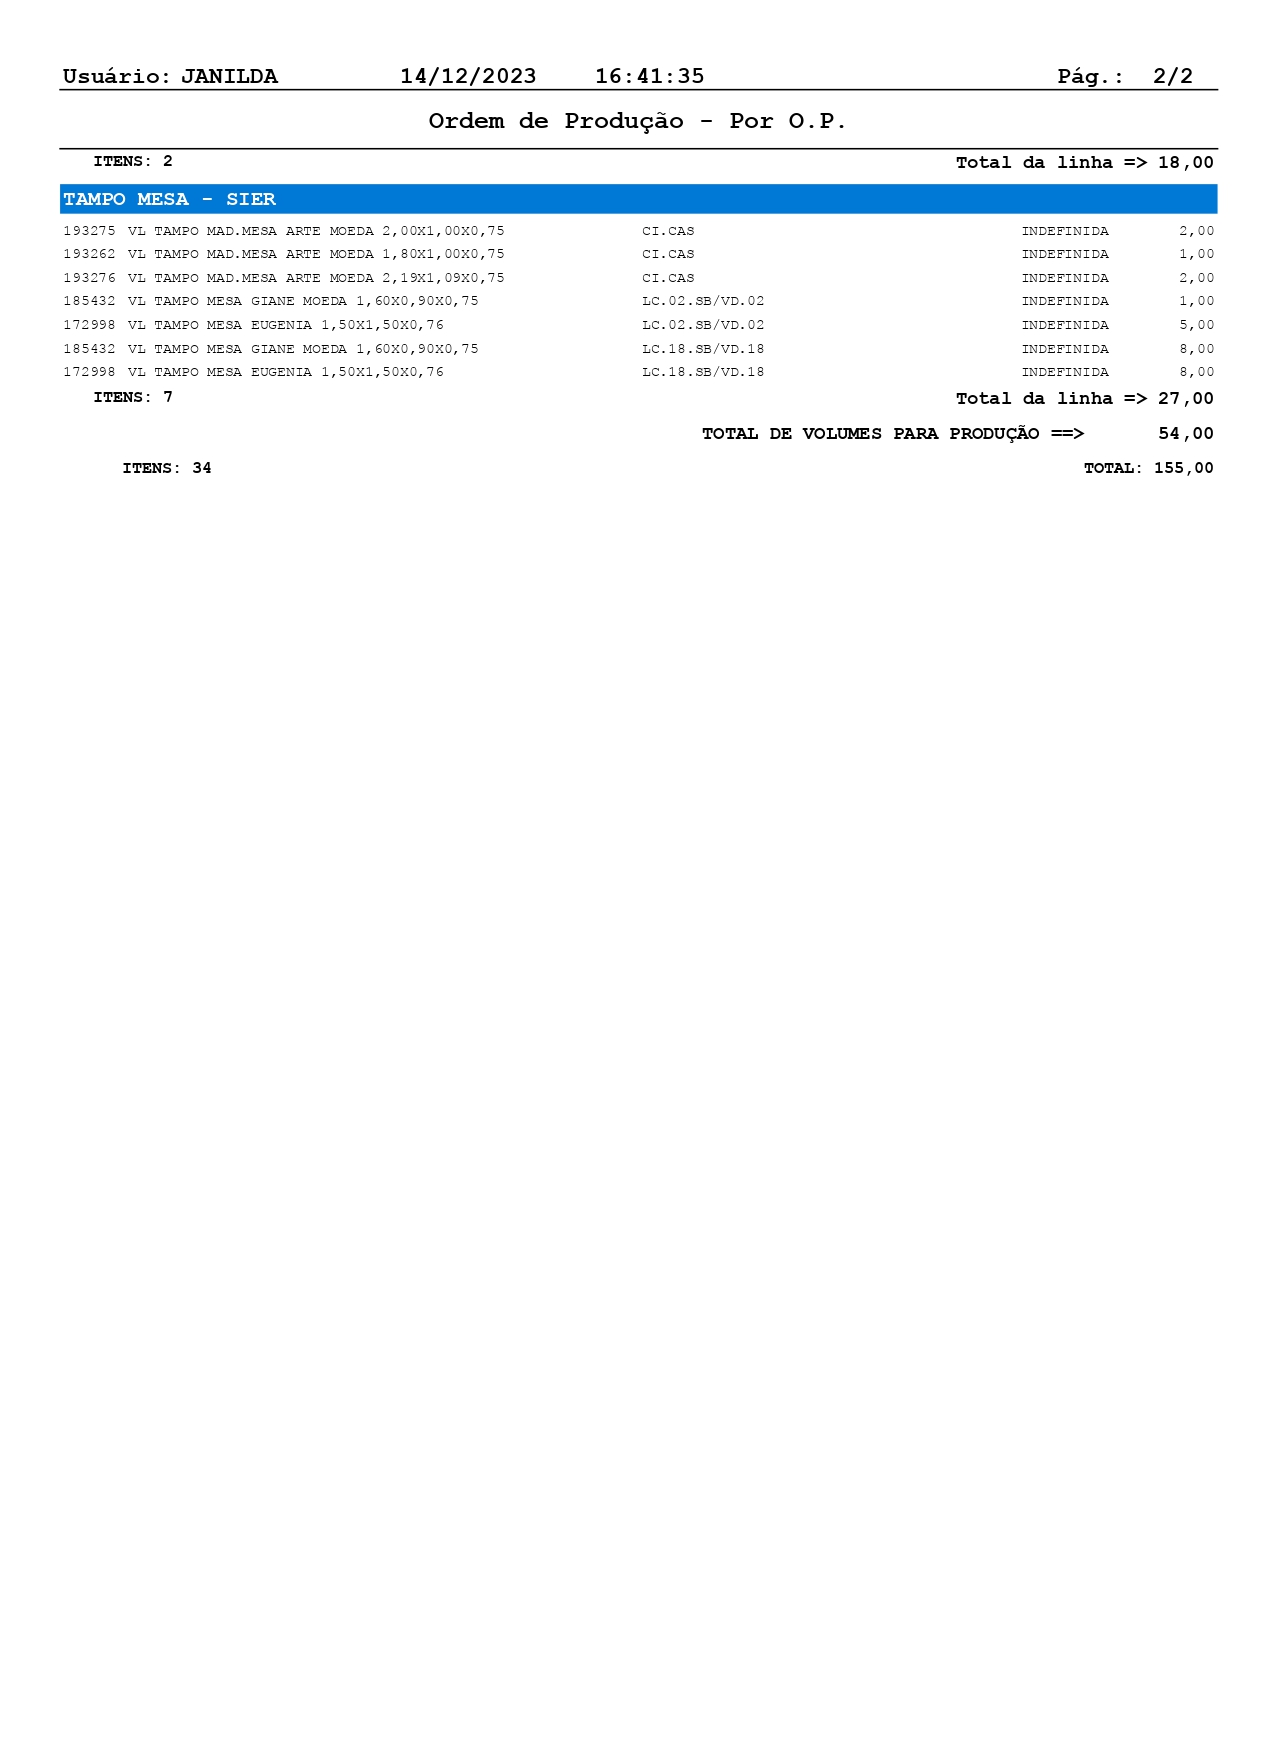 Usuário: JANILDA 14/12/2023 16:41:35 Pág.: 2/2
Ordem de Produção - Por O.P.
ITENS: 2 Total da linha => 18,00
TAMPO MESA - SIER
193275 VL TAMPO MAD.MESA ARTE MOEDA 2,00X1,00X0,75 CI.CAS INDEFINIDA 2,00
193262 VL TAMPO MAD.MESA ARTE MOEDA 1,80X1,00X0,75 CI.CAS INDEFINIDA 1,00
193276 VL TAMPO MAD.MESA ARTE MOEDA 2,19X1,09X0,75 CI.CAS INDEFINIDA 2,00
185432 VL TAMPO MESA GIANE MOEDA 1,60X0,90X0,75 LC.02.SB/VD.02 INDEFINIDA 1,00
172998 VL TAMPO MESA EUGENIA 1,50X1,50X0,76 LC.02.SB/VD.02 INDEFINIDA 5,00
185432 VL TAMPO MESA GIANE MOEDA 1,60X0,90X0,75 LC.18.SB/VD.18 INDEFINIDA 8,00
172998 VL TAMPO MESA EUGENIA 1,50X1,50X0,76 LC.18.SB/VD.18 INDEFINIDA 8,00
ITENS: 7 Total da linha => 27,00
TOTAL DE VOLUMES PARA PRODUÇÃO ==> 54,00
ITENS: 34 TOTAL: 155,00